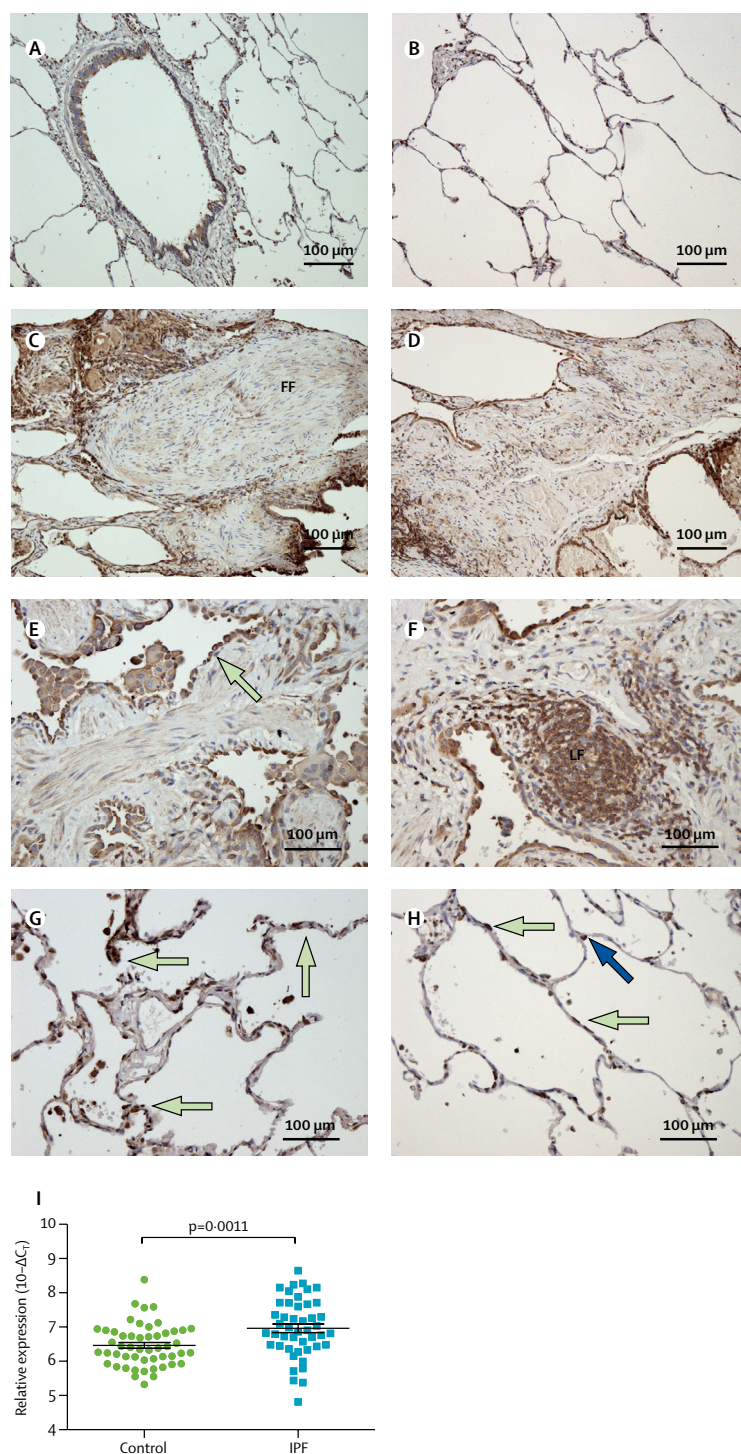 A
100 µm
B
100 µm
C
FF
100 µm
D
100 µm
E
100 µm
F
LF
100 µm
G
100 µm
H
100 µm
I
p=0·0011
Relative expression (10–ΔC_T)
10
9
8
7
6
5
4
Control
IPF